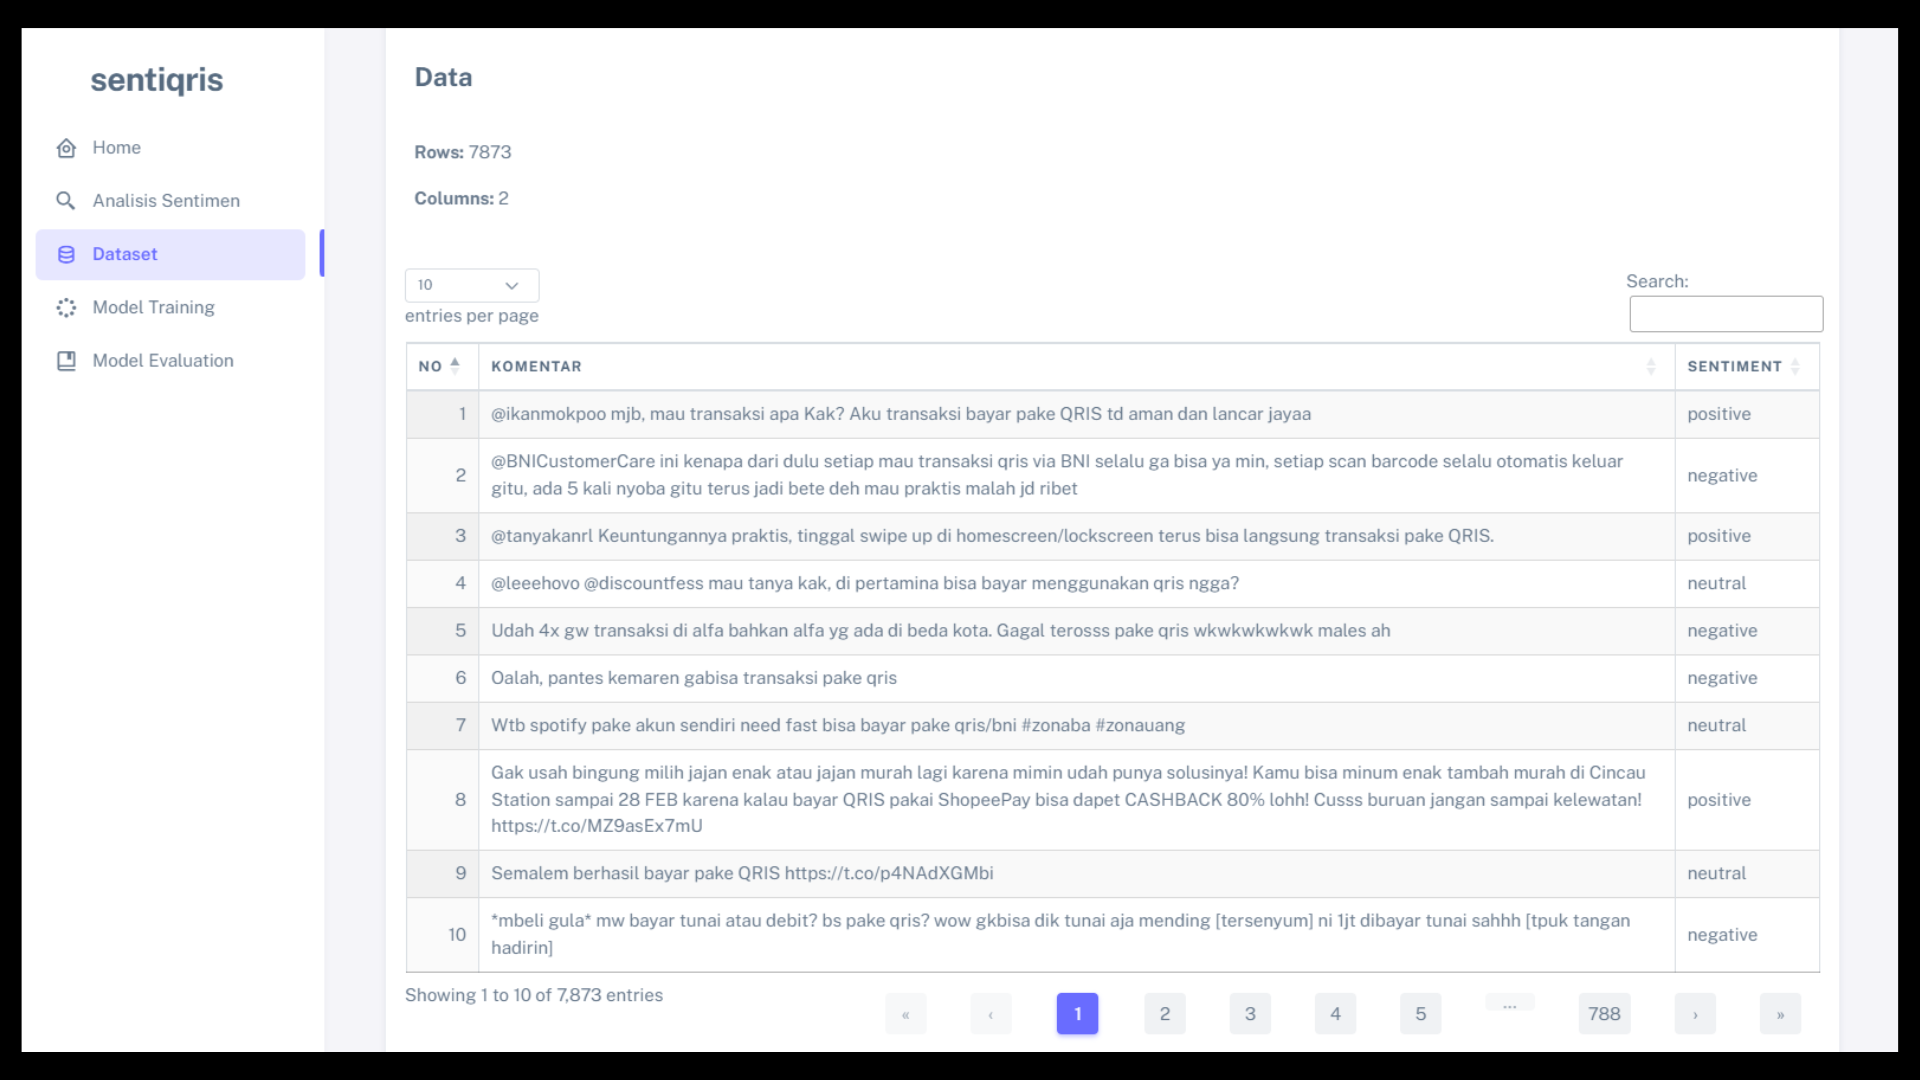 sentiqris
Home
Analisis Sentimen
Dataset
Model Training
Model Evaluation
Data
Rows: 7873
Columns: 2
10
entries per page
Search:
NO KOMENTAR SENTIMENT
1 @ikanmokpoo mjb, mau transaksi apa Kak? Aku transaksi bayar pake QRIS td aman dan lancar jayaa positive
2 @BNICustomerCare ini kenapa dari dulu setiap mau transaksi qris via BNI selalu ga bisa ya min, setiap scan barcode selalu otomatis keluar
gitu, ada 5 kali nyoba gitu terus jadi bete deh mau praktis malah jd ribet negative
3 @tanyakanrl Keuntungannya praktis, tinggal swipe up di homescreen/lockscreen terus bisa langsung transaksi pake QRIS. positive
4 @leeehovo @discountfess mau tanya kak, di pertamina bisa bayar menggunakan qris ngga? neutral
5 Udah 4x gw transaksi di alfa bahkan alfa yg ada di beda kota. Gagal terosss pake qris wkwkwkwkwk males ah negative
6 Oalah, pantes kemaren gabisa transaksi pake qris negative
7 Wtb spotify pake akun sendiri need fast bisa bayar pake qris/bni #zonaba #zonauang neutral
8 Gak usah bingung milih jajan enak atau jajan murah lagi karena mimin udah punya solusinya! Kamu bisa minum enak tambah murah di Cincau
Station sampai 28 FEB karena kalau bayar QRIS pakai ShopeePay bisa dapet CASHBACK 80% lohh! Cusss buruan jangan sampai kelewatan!
https://t.co/MZ9asEx7mU positive
9 Semalem berhasil bayar pake QRIS https://t.co/p4NAdXGMbi neutral
10 *mbeli gula* mw bayar tunai atau debit? bs pake qris? wow gkbisa dik tunai aja mending [tersenyum] ni 1jt dibayar tunai sahhh [tpuk tangan
hadirin] negative
Showing 1 to 10 of 7,873 entries
« ‹ 1 2 3 4 5 ... 788 › »